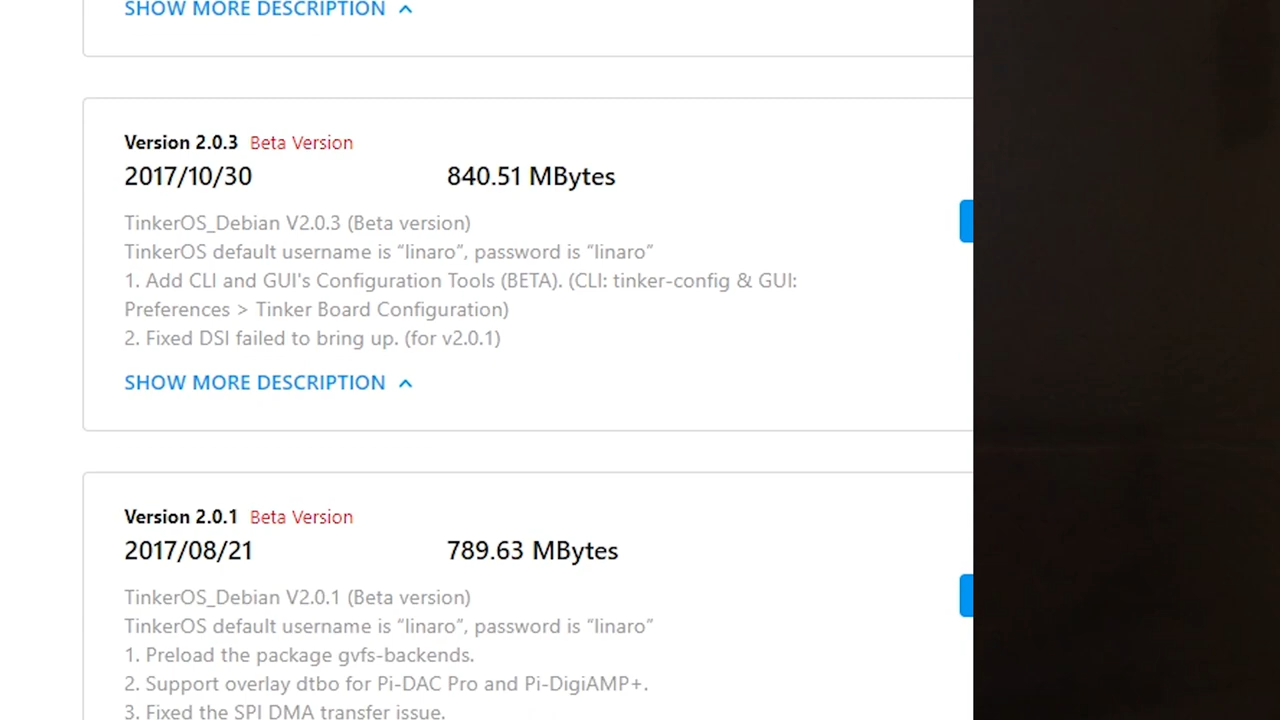 SHOW MORE DESCRIPTION
Version 2.0.3 Beta Version
2017/10/30 840.51 MBytes
TinkerOS_Debian V2.0.3 (Beta version)
TinkerOS default username is “linaro”, password is “linaro”
1. Add CLI and GUI's Configuration Tools (BETA). (CLI: tinker-config & GUI:
Preferences > Tinker Board Configuration)
2. Fixed DSI failed to bring up. (for v2.0.1)
SHOW MORE DESCRIPTION
Version 2.0.1 Beta Version
2017/08/21 789.63 MBytes
TinkerOS_Debian V2.0.1 (Beta version)
TinkerOS default username is “linaro”, password is “linaro”
1. Preload the package gvfs-backends.
2. Support overlay dtbo for Pi-DAC Pro and Pi-DigiAMP+.
3. Fixed the SPI DMA transfer issue.